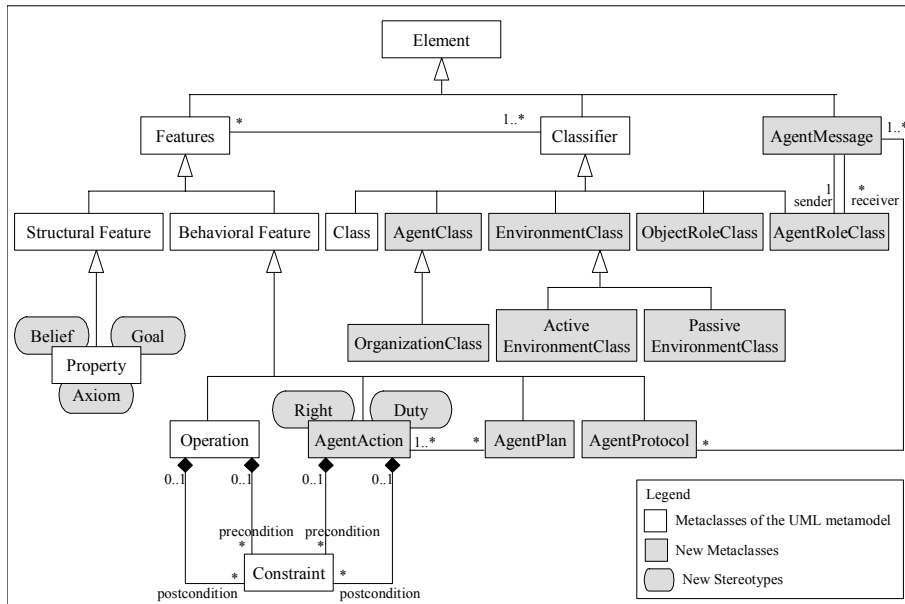 Element
Features
*
1..*
Classifier
AgentMessage
1..*
1
sender
*
receiver
Structural Feature
Behavioral Feature
Class
AgentClass
EnvironmentClass
ObjectRoleClass
AgentRoleClass
Belief
Goal
Property
Axiom
OrganizationClass
Active
EnvironmentClass
Passive
EnvironmentClass
Right
Duty
Operation
AgentAction
1..*
*
AgentPlan
AgentProtocol
*
0..1
0..1
0..1
0..1
precondition
precondition
*
*
*
Constraint
*
postcondition
postcondition
Legend
Metaclasses of the UML metamodel
New Metaclasses
New Stereotypes